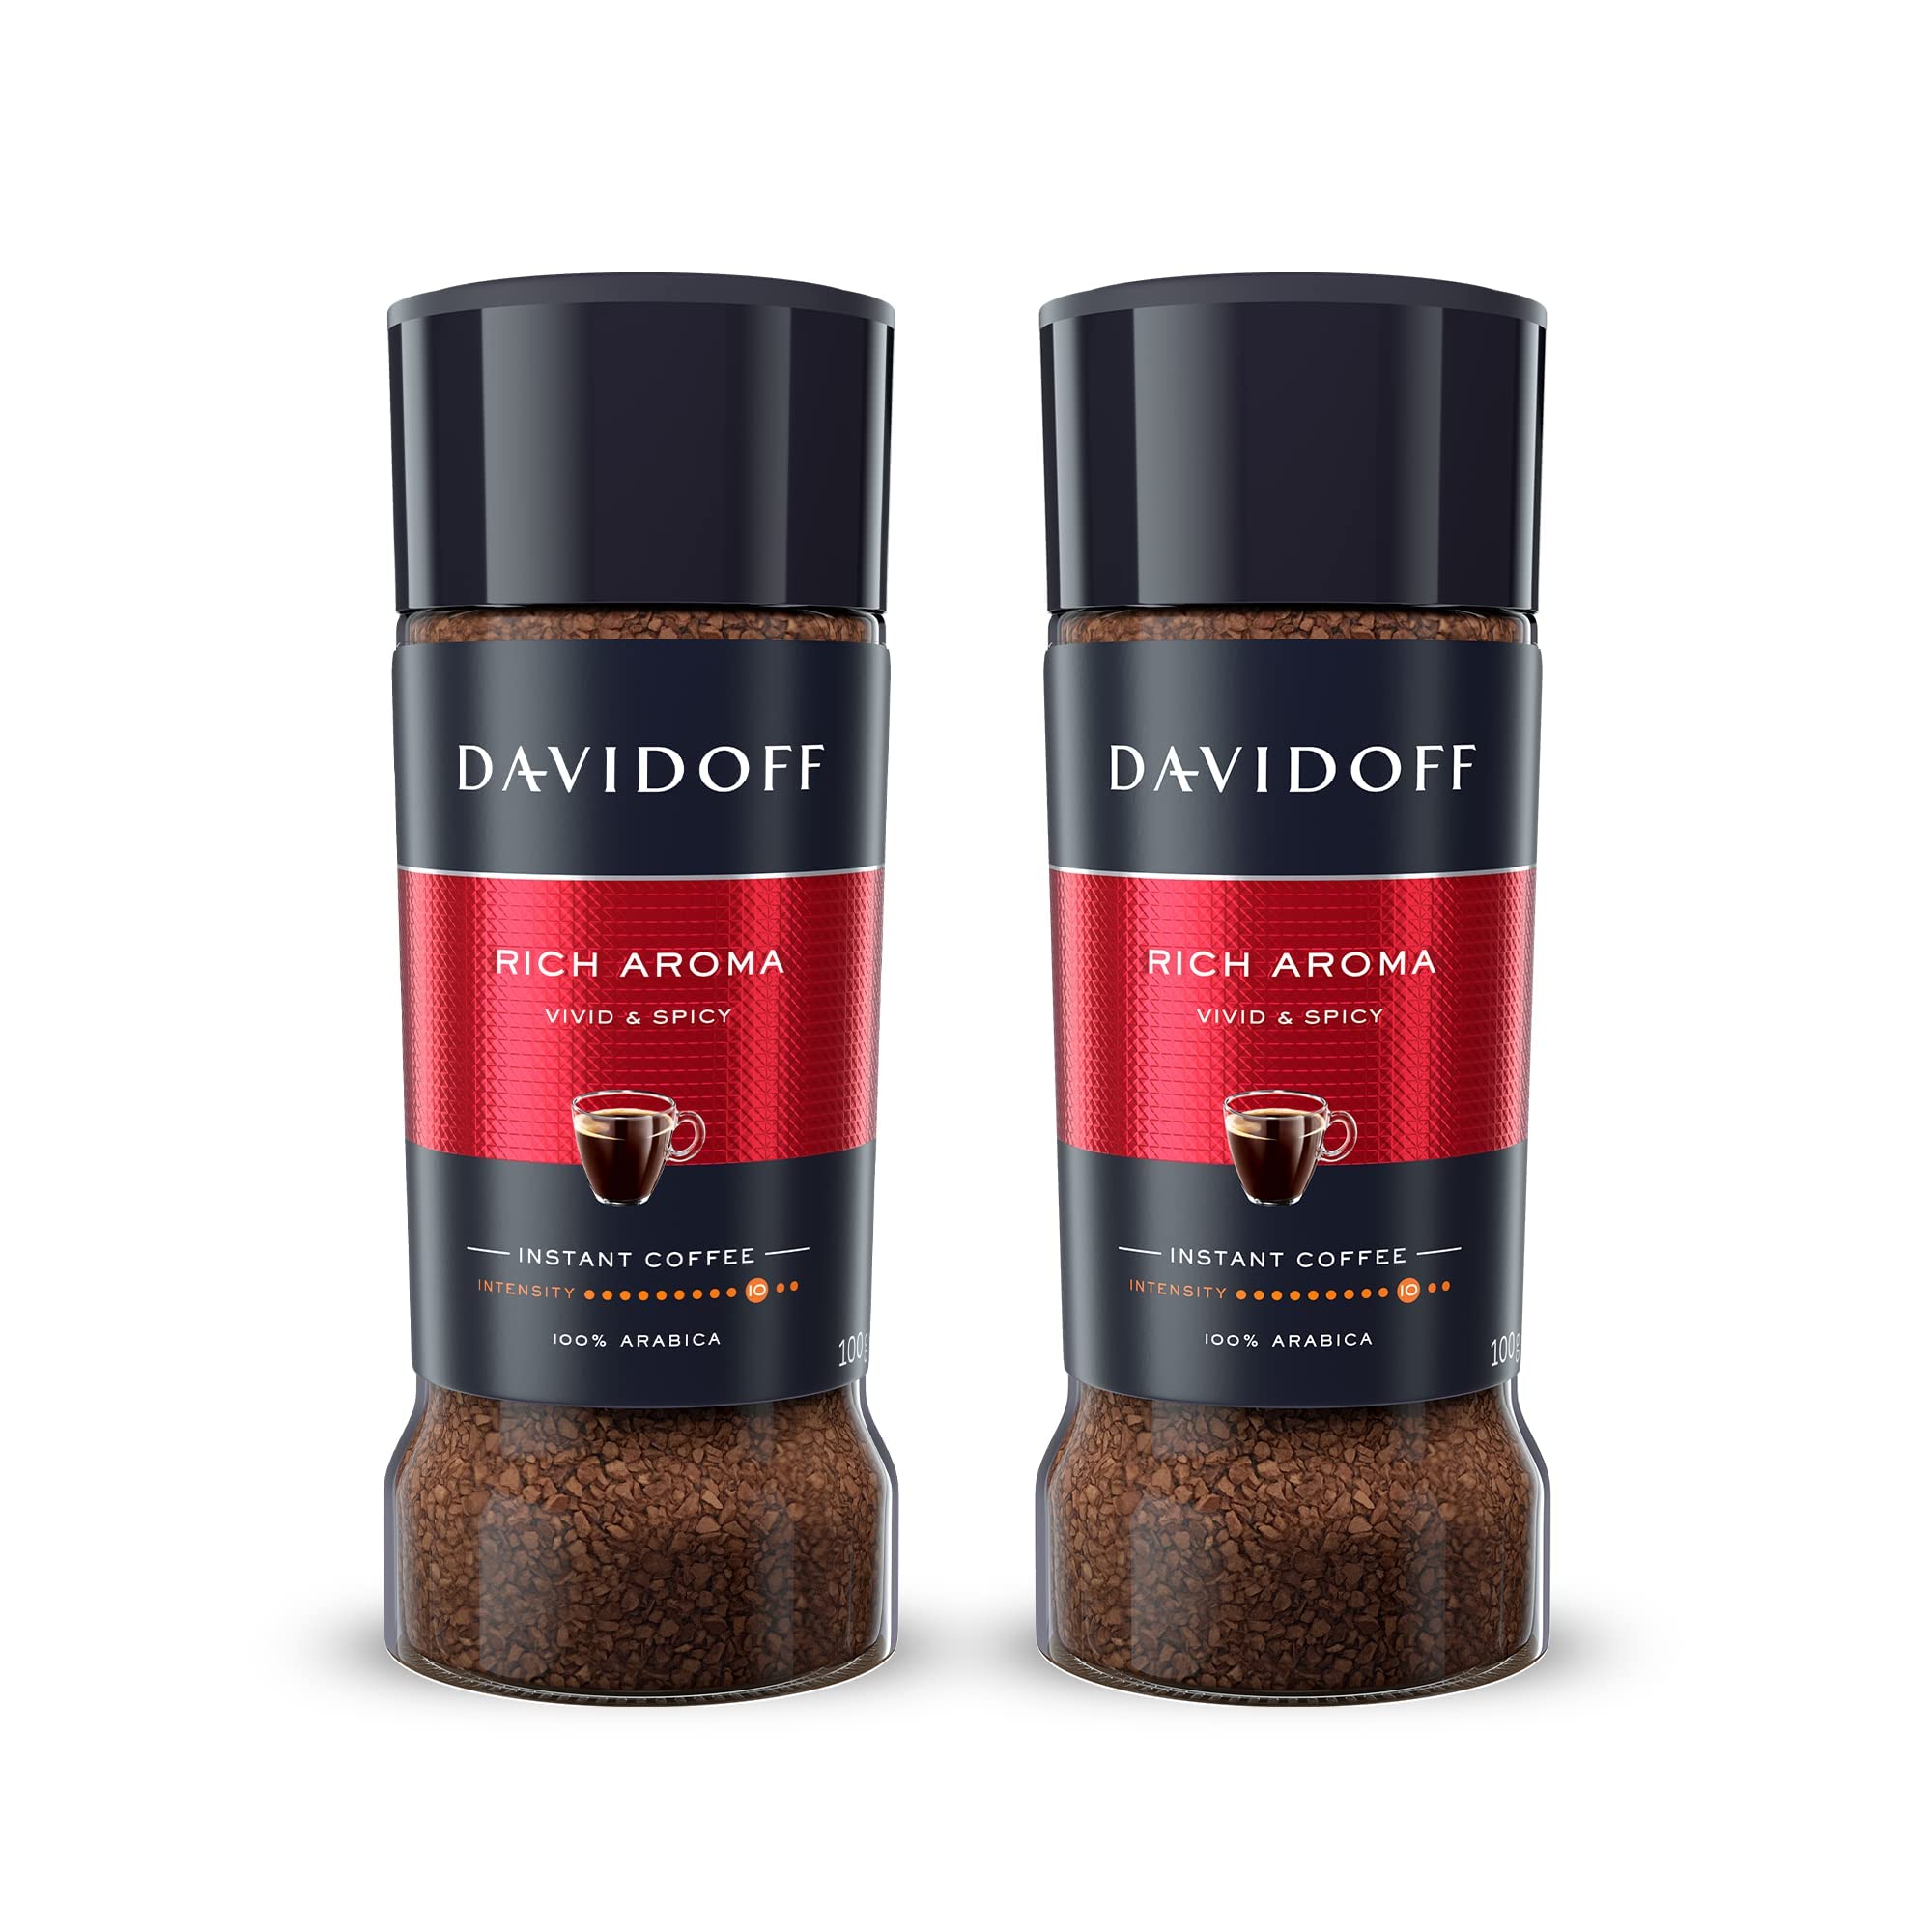 DAVIDOFF
RICH AROMA
VIVID & SPICY
INSTANT COFFEE
INTENSITY 10
100% ARABICA
100g
DAVIDOFF
RICH AROMA
VIVID & SPICY
INSTANT COFFEE
INTENSITY 10
100% ARABICA
100g